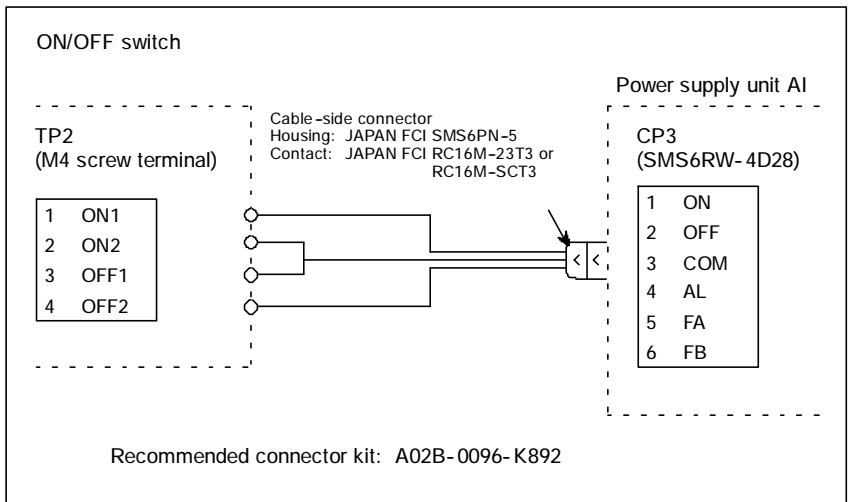 ON/OFF switch
Power supply unit AI
Cable-side connector
Housing: JAPAN FCI SMS6PN-5
Contact: JAPAN FCI RC16M-23T3 or
RC16M-SCT3
TP2
(M4 screw terminal)
CP3
(SMS6RW-4D28)
1 ON1
2 ON2
3 OFF1
4 OFF2
1 ON
2 OFF
3 COM
4 AL
5 FA
6 FB
Recommended connector kit: A02B-0096-K892